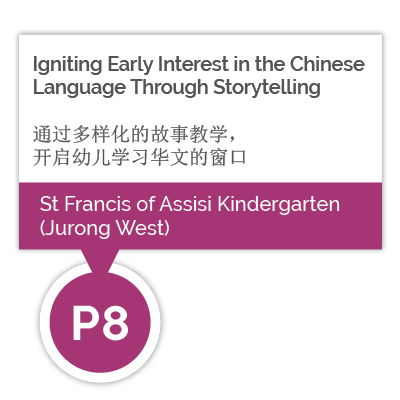 Igniting Early Interest in the Chinese
Language Through Storytelling
通过多样化的故事教学，
开启幼儿学习华文的窗口
St Francis of Assisi Kindergarten
(Jurong West)
P8